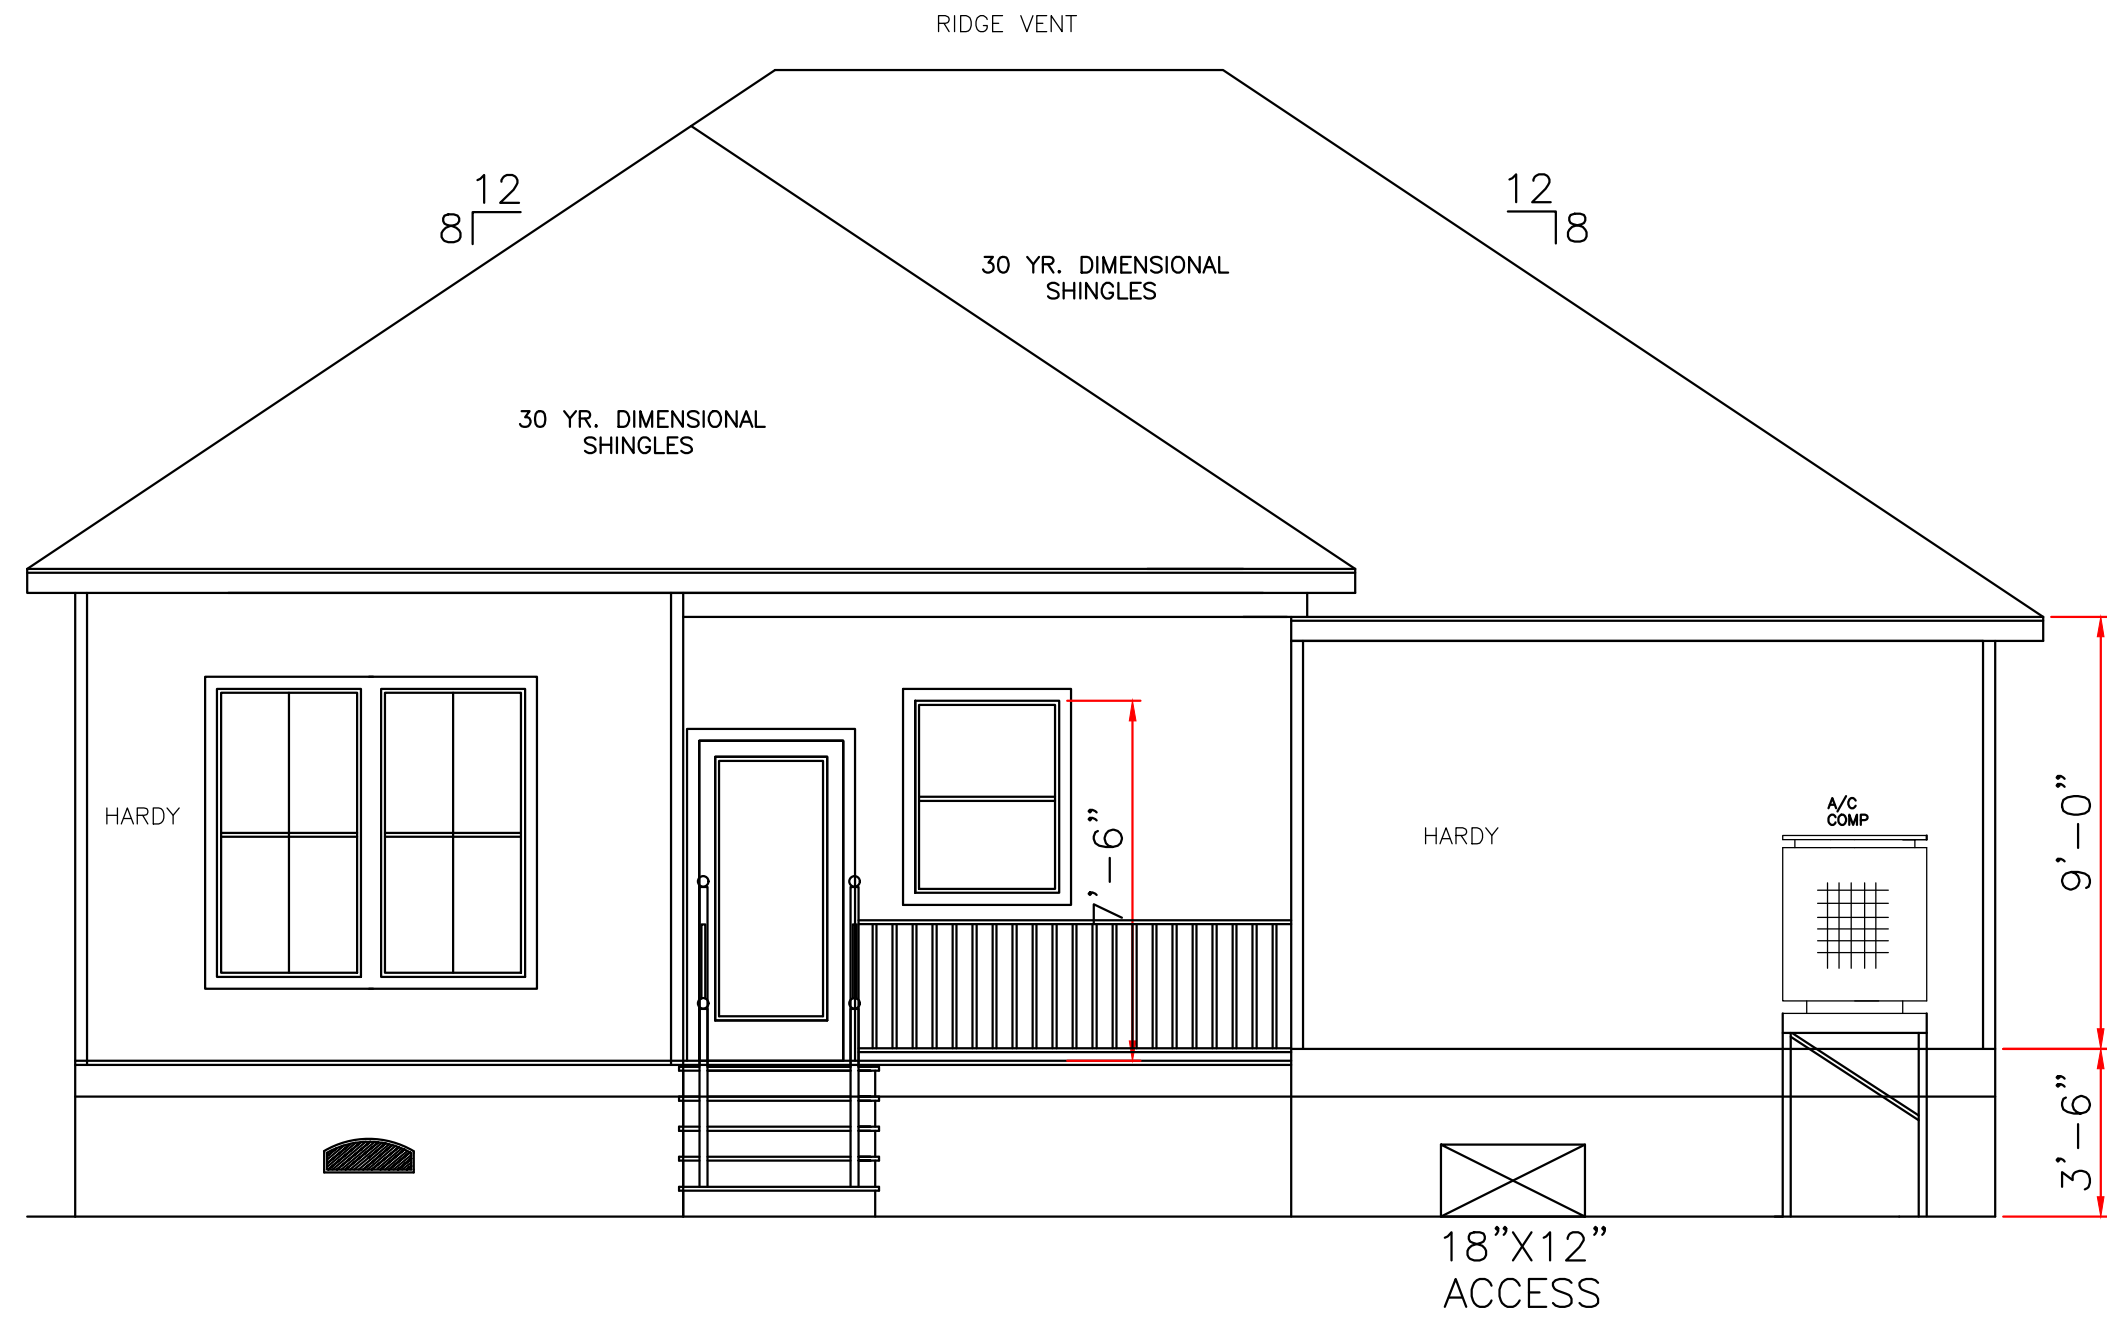 RIDGE VENT
12
8
12
8
30 YR. DIMENSIONAL
SHINGLES
30 YR. DIMENSIONAL
SHINGLES
HARDY
7'-6"
HARDY
A/C
COMP
9'-0"
3'-6"
18"X12"
ACCESS